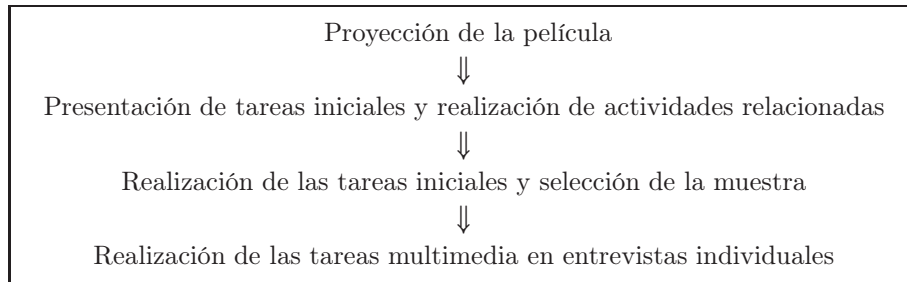 Proyección de la película
⇓
Presentación de tareas iniciales y realización de actividades relacionadas
⇓
Realización de las tareas iniciales y selección de la muestra
⇓
Realización de las tareas multimedia en entrevistas individuales